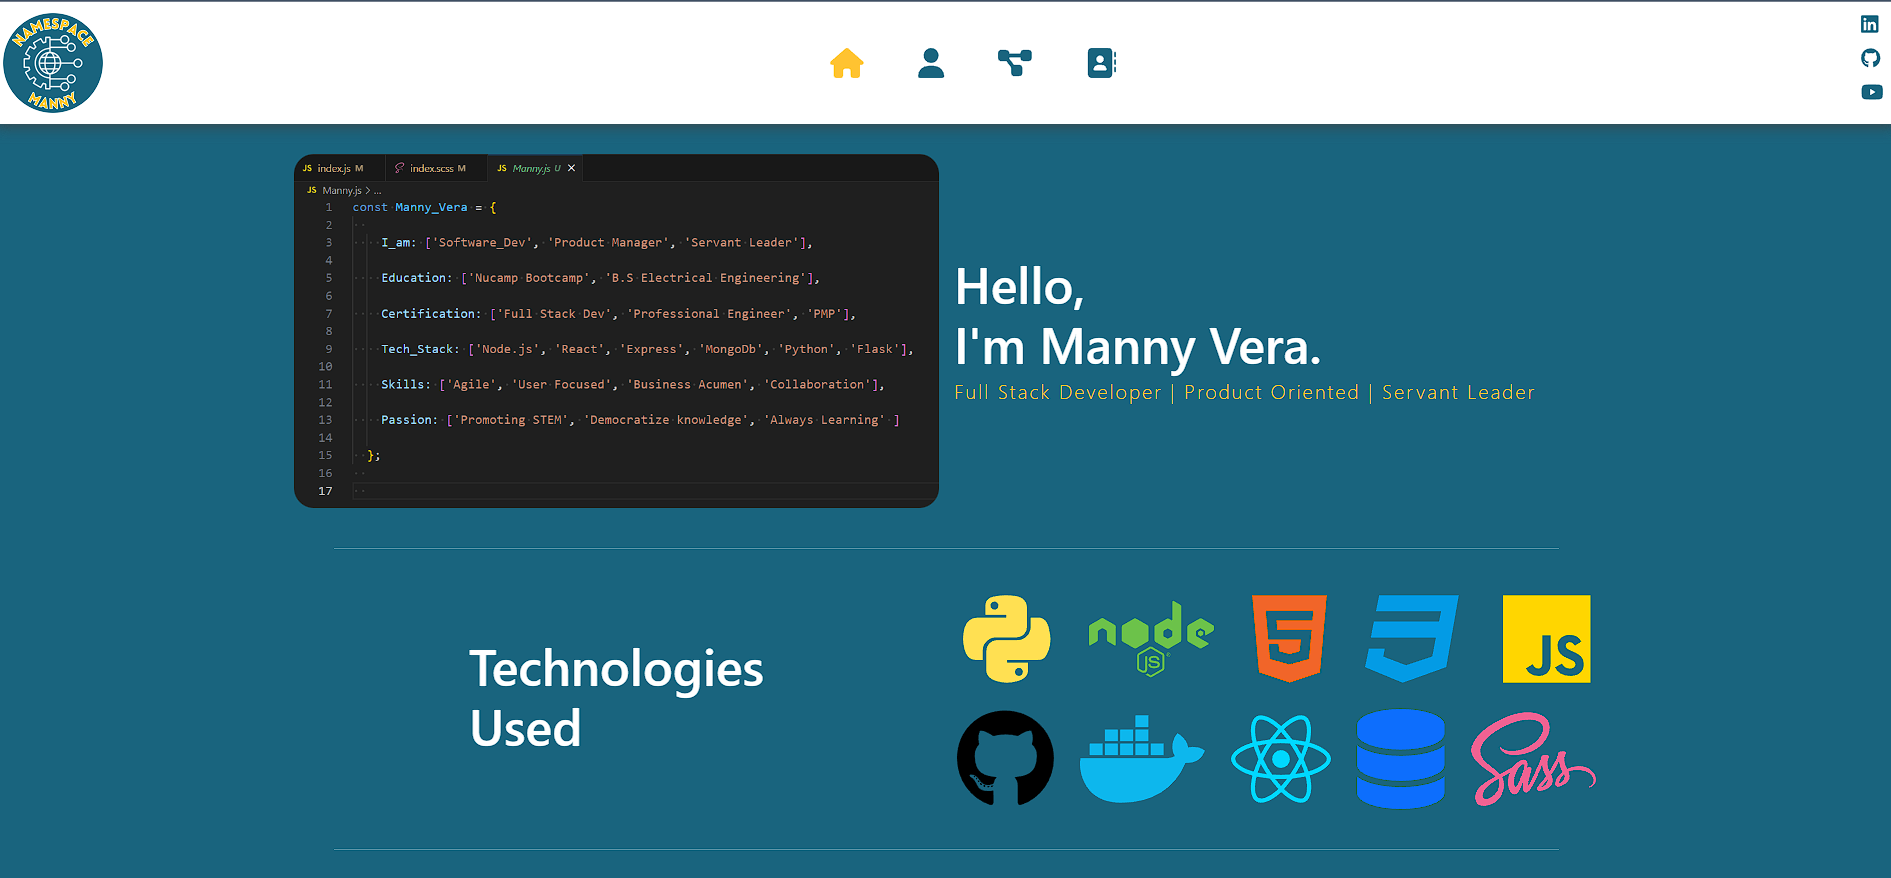 NAMESPACE
MANNY
in
JS index.js M
index.scss M
JS Manny.js U ×
JS Manny.js > ...
1 const Manny_Vera = {
2
3 I_am: ['Software_Dev', 'Product Manager', 'Servant Leader'],
4
5 Education: ['Nucamp Bootcamp', 'B.S Electrical Engineering'],
6
7 Certification: ['Full Stack Dev', 'Professional Engineer', 'PMP'],
8
9 Tech_Stack: ['Node.js', 'React', 'Express', 'MongoDb', 'Python', 'Flask'],
10
11 Skills: ['Agile', 'User Focused', 'Business Acumen', 'Collaboration'],
12
13 Passion: ['Promoting STEM', 'Democratize knowledge', 'Always Learning' ]
14
15 };
16
17
Hello,
I'm Manny Vera.
Full Stack Developer | Product Oriented | Servant Leader
Technologies
Used
node
JS
5
JS
Sass